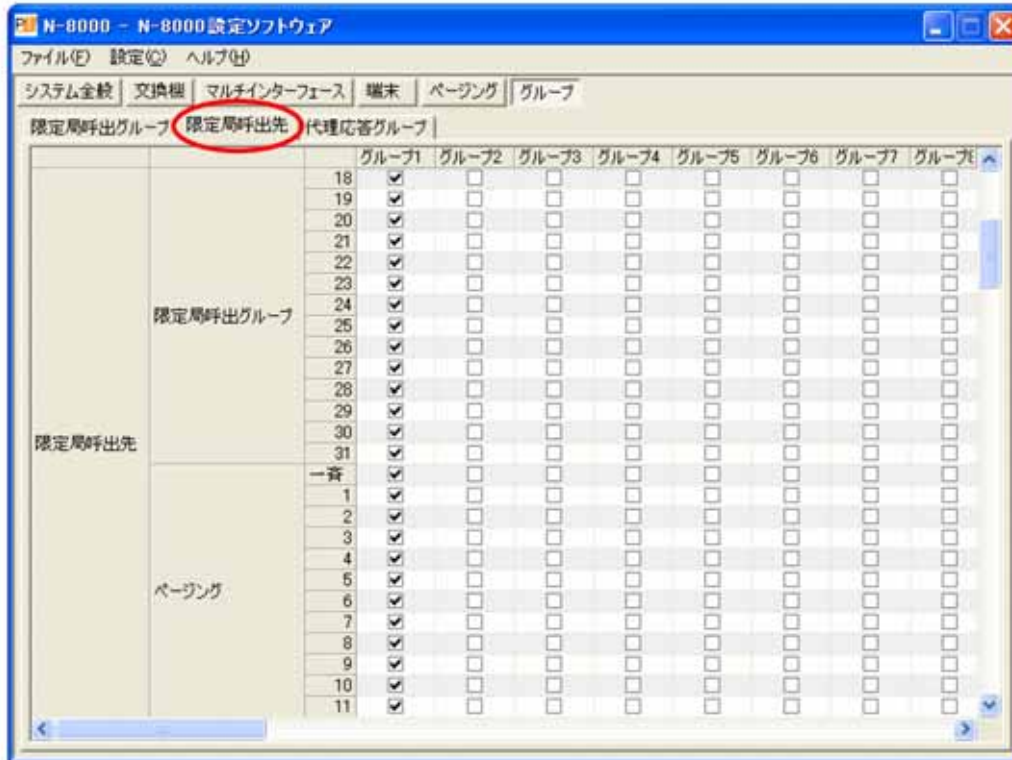 N-8000 - N-8000設定ソフトウェア
ファイル(F) 設定(C) ヘルプ(H)
システム全般 交換機 マルチインターフェース 端末 ページング グループ
限定局呼出グループ 限定局呼出先 代理応答グループ
グループ1 グループ2 グループ3 グループ4 グループ5 グループ6 グループ7
18
19
20
21
22
23
24
限定局呼出グループ
25
26
27
28
29
30
限定局呼出先
31
一斉
1
2
3
4
5
ページング
6
7
8
9
10
11